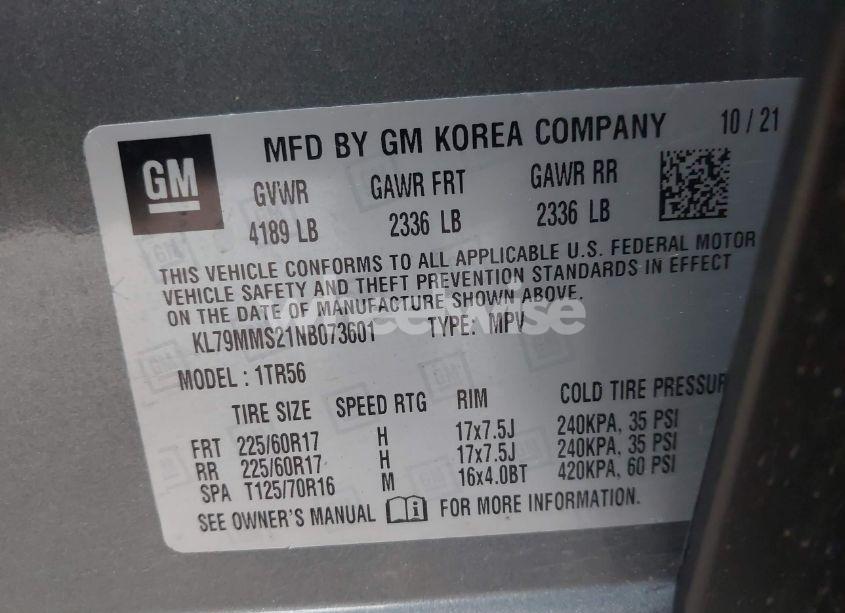 GM
MFD BY GM KOREA COMPANY 10 / 21
GVWR GAWR FRT GAWR RR
4189 LB 2336 LB 2336 LB
THIS VEHICLE CONFORMS TO ALL APPLICABLE U.S. FEDERAL MOTOR
VEHICLE SAFETY AND THEFT PREVENTION STANDARDS IN EFFECT
ON THE DATE OF MANUFACTURE SHOWN ABOVE.
KL79MMS21NB073601 TYPE: MPV
MODEL : 1TR56
TIRE SIZE SPEED RTG RIM COLD TIRE PRESSUR
FRT 225/60R17 H 17x7.5J 240KPA, 35 PSI
RR 225/60R17 H 17x7.5J 240KPA, 35 PSI
SPA T125/70R16 M 16x4.0BT 420KPA, 60 PSI
SEE OWNER'S MANUAL FOR MORE INFORMATION.